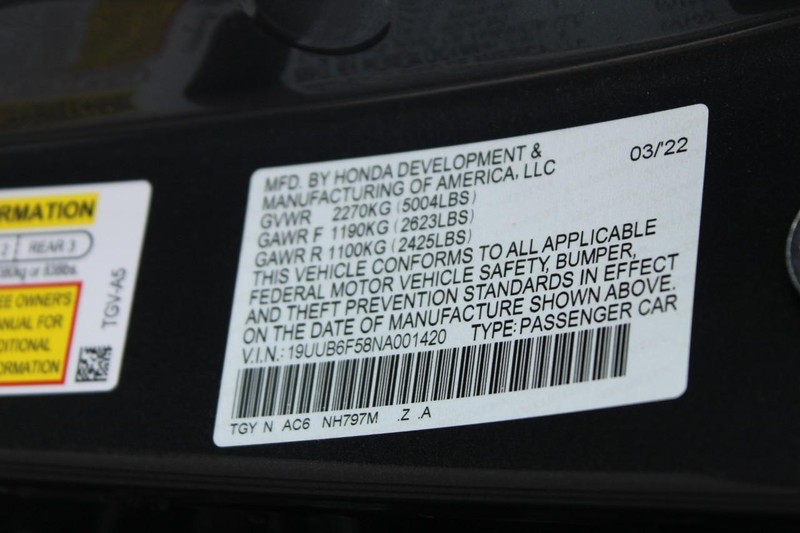 RMATION
2 REAR 3
EE OWNER'S
ANUAL FOR
DITIONAL
ORMATION
TGV-A5
MFD. BY HONDA DEVELOPMENT &
MANUFACTURING OF AMERICA, LLC
03/'22
GVWR 2270KG (5004LBS)
GAWR F 1190KG (2623LBS)
GAWR R 1100KG (2425LBS)
THIS VEHICLE CONFORMS TO ALL APPLICABLE
FEDERAL MOTOR VEHICLE SAFETY, BUMPER,
AND THEFT PREVENTION STANDARDS IN EFFECT
ON THE DATE OF MANUFACTURE SHOWN ABOVE.
V.I.N.: 19UUB6F58NA001420 TYPE: PASSENGER CAR
TGY N AC6 NH797M .Z .A